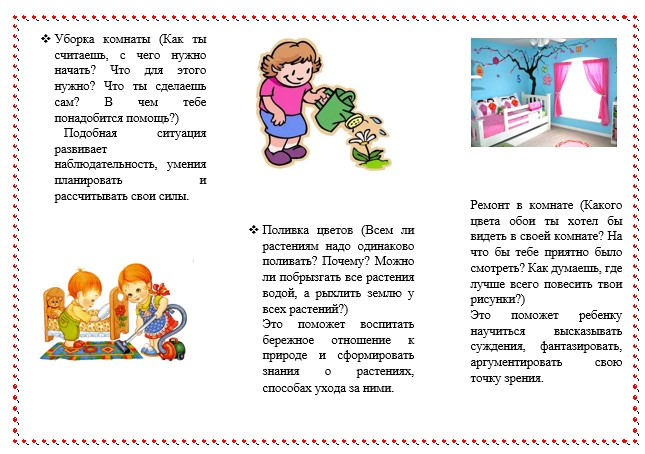 ❖ Уборка комнаты (Как ты
считаешь, с чего нужно
начать? Что для этого
нужно? Что ты сделаешь
сам? В чем тебе
понадобится помощь?)
Подобная ситуация
развивает
наблюдательность, умения
планировать и
рассчитывать свои силы.
❖ Поливка цветов (Всем ли
растениям надо одинаково
поливать? Почему? Можно
ли побрызгать все растения
водой, а рыхлить землю у
всех растений?)
Это поможет воспитать
бережное отношение к
природе и сформировать
знания о растениях,
способах ухода за ними.
Ремонт в комнате (Какого
цвета обои ты хотел бы
видеть в своей комнате? На
что бы тебе приятно было
смотреть? Как думаешь, где
лучше всего повесить твои
рисунки?)
Это поможет ребенку
научиться высказывать
суждения, фантазировать,
аргументировать свою
точку зрения.